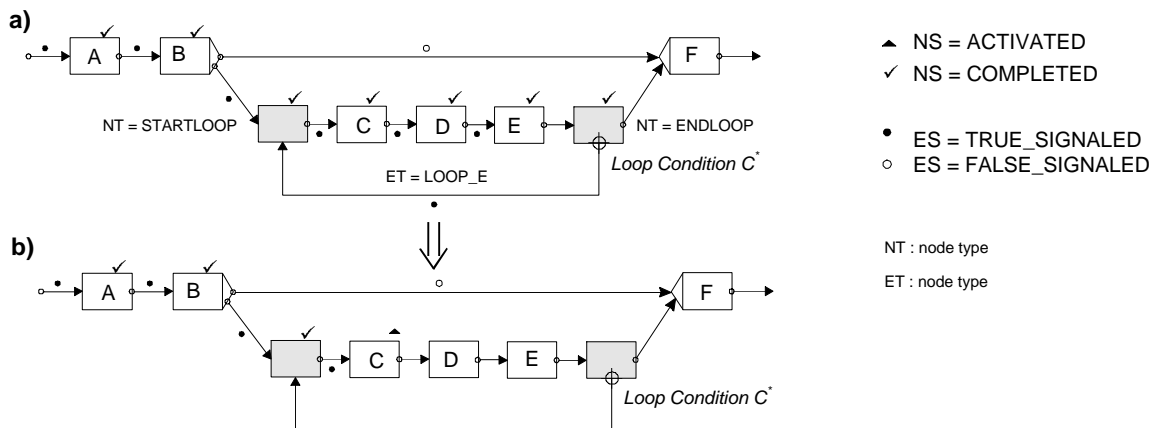 a)
A
B
F
NS = ACTIVATED
NS = COMPLETED
NT = STARTLOOP
C
D
E
NT = ENDLOOP
Loop Condition C*
ES = TRUE_SIGNALED
ES = FALSE_SIGNALED
ET = LOOP_E
b)
NT : node type
ET : node type
A
B
F
C
D
E
Loop Condition C*